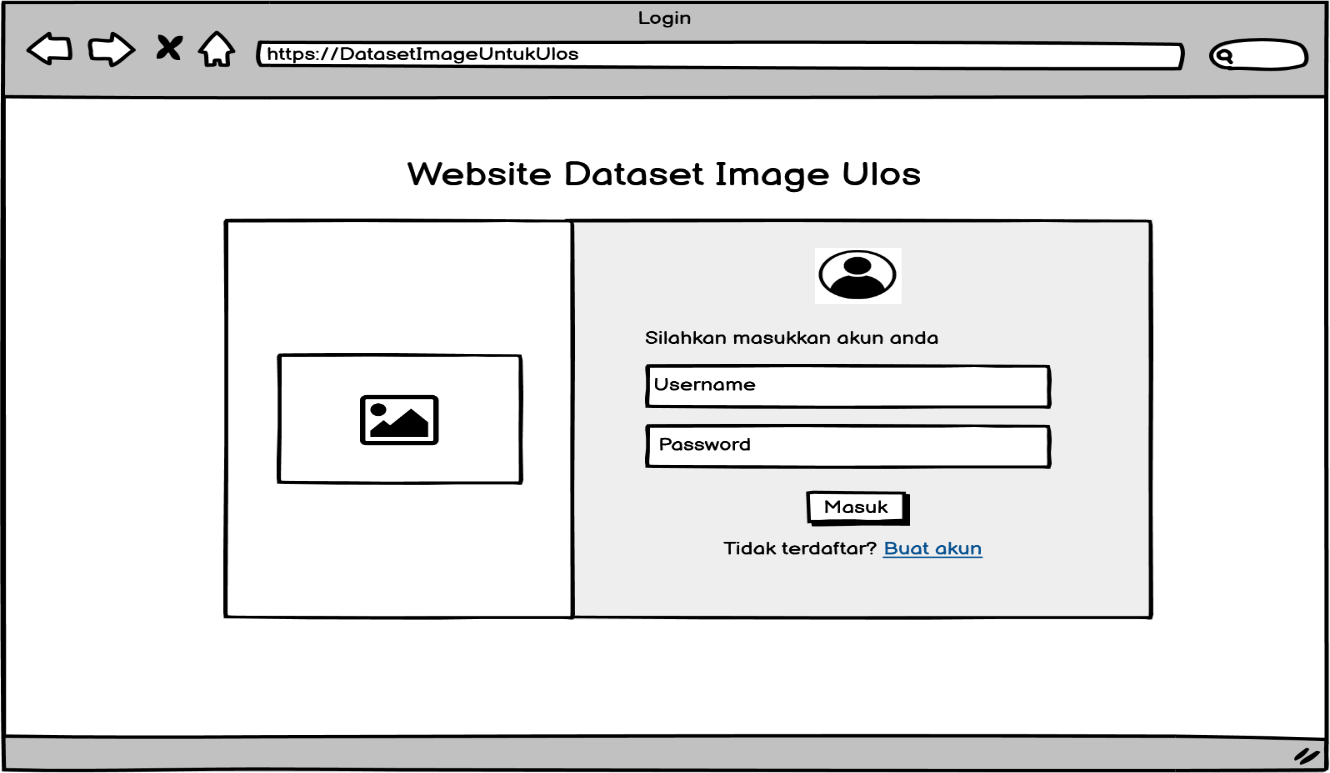 Login
https://DatasetImageUntukUlos
Website Dataset Image Ulos
Silahkan masukkan akun anda
Username
Password
Masuk
Tidak terdaftar? Buat akun